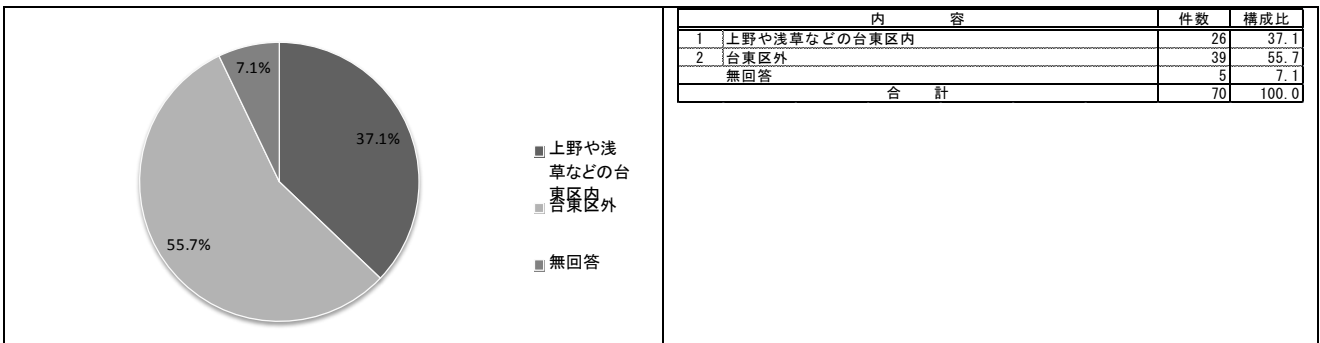 7.1%
37.1%
55.7%
上野や浅
草などの台
東区内
台東区外
無回答
内 容 件数 構成比
1 上野や浅草などの台東区内 26 37.1
2 台東区外 39 55.7
無回答 5 7.1
合 計 70 100.0